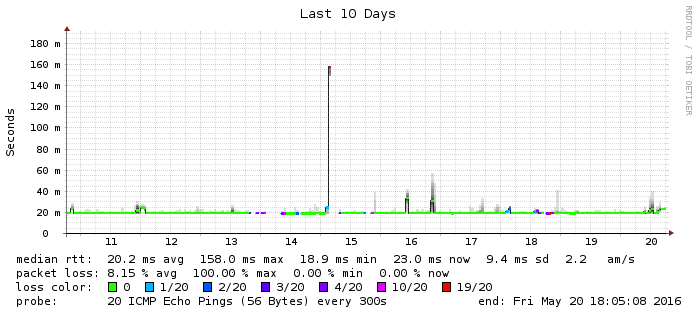 Last 10 Days
RRDTOOL / TOBI OETIKER
Seconds
180 m
160 m
140 m
120 m
100 m
80 m
60 m
40 m
20 m
0
11 12 13 14 15 16 17 18 19 20
median rtt: 20.2 ms avg 158.0 ms max 18.9 ms min 23.0 ms now 9.4 ms sd 2.2 am/s
packet loss: 8.15 % avg 100.00 % max 0.00 % min 0.00 % now
loss color: 0 1/20 2/20 3/20 4/20 10/20 19/20
probe: 20 ICMP Echo Pings (56 Bytes) every 300s end: Fri May 20 18:05:08 2016